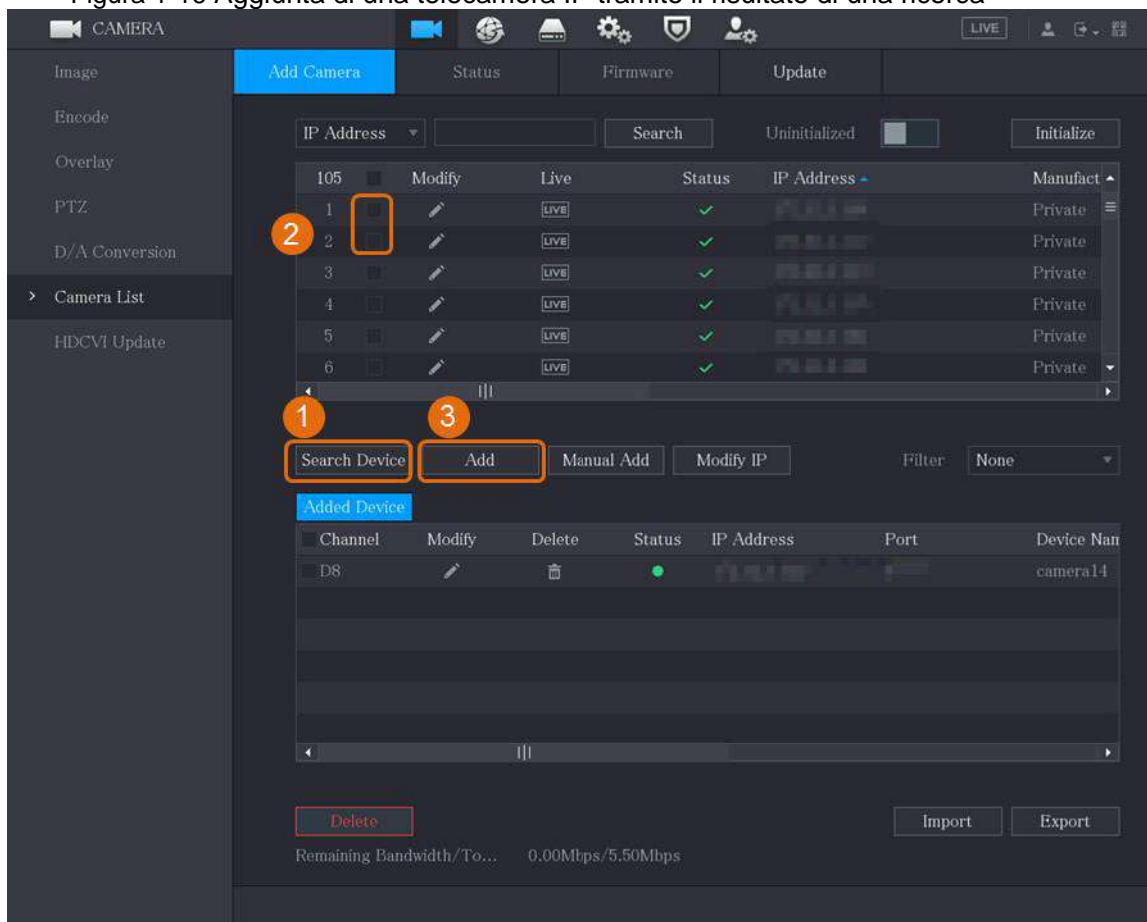 Figura 1-10 Aggiunta di una telecamera IP tramite il risultato di una ricerca
CAMERA
LIVE
Image
Encode
Overlay
PTZ
D/A Conversion
> Camera List
HDCVI Update
Add Camera Status Firmware Update
IP Address Search Uninitialized Initialize
105 Modify Live Status IP Address Manufact
1 LIVE Private
2
2 LIVE Private
3 LIVE Private
4 LIVE Private
5 LIVE Private
6 LIVE Private
1 3
Search Device Add Manual Add Modify IP Filter None
Added Device
Channel Modify Delete Status IP Address Port Device Nam
D8 camera14
Delete Import Export
Remaining Bandwidth/To... 0.00Mbps/5.50Mbps